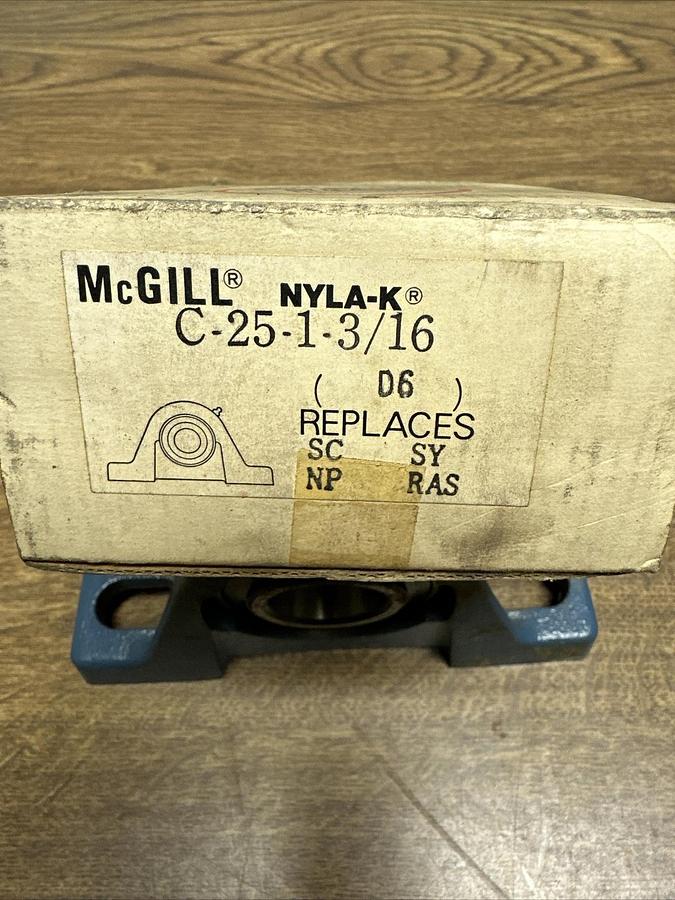 McGILL® NYLA-K®
C-25-1-3/16
( D6 )
REPLACES
SC SY
NP RAS